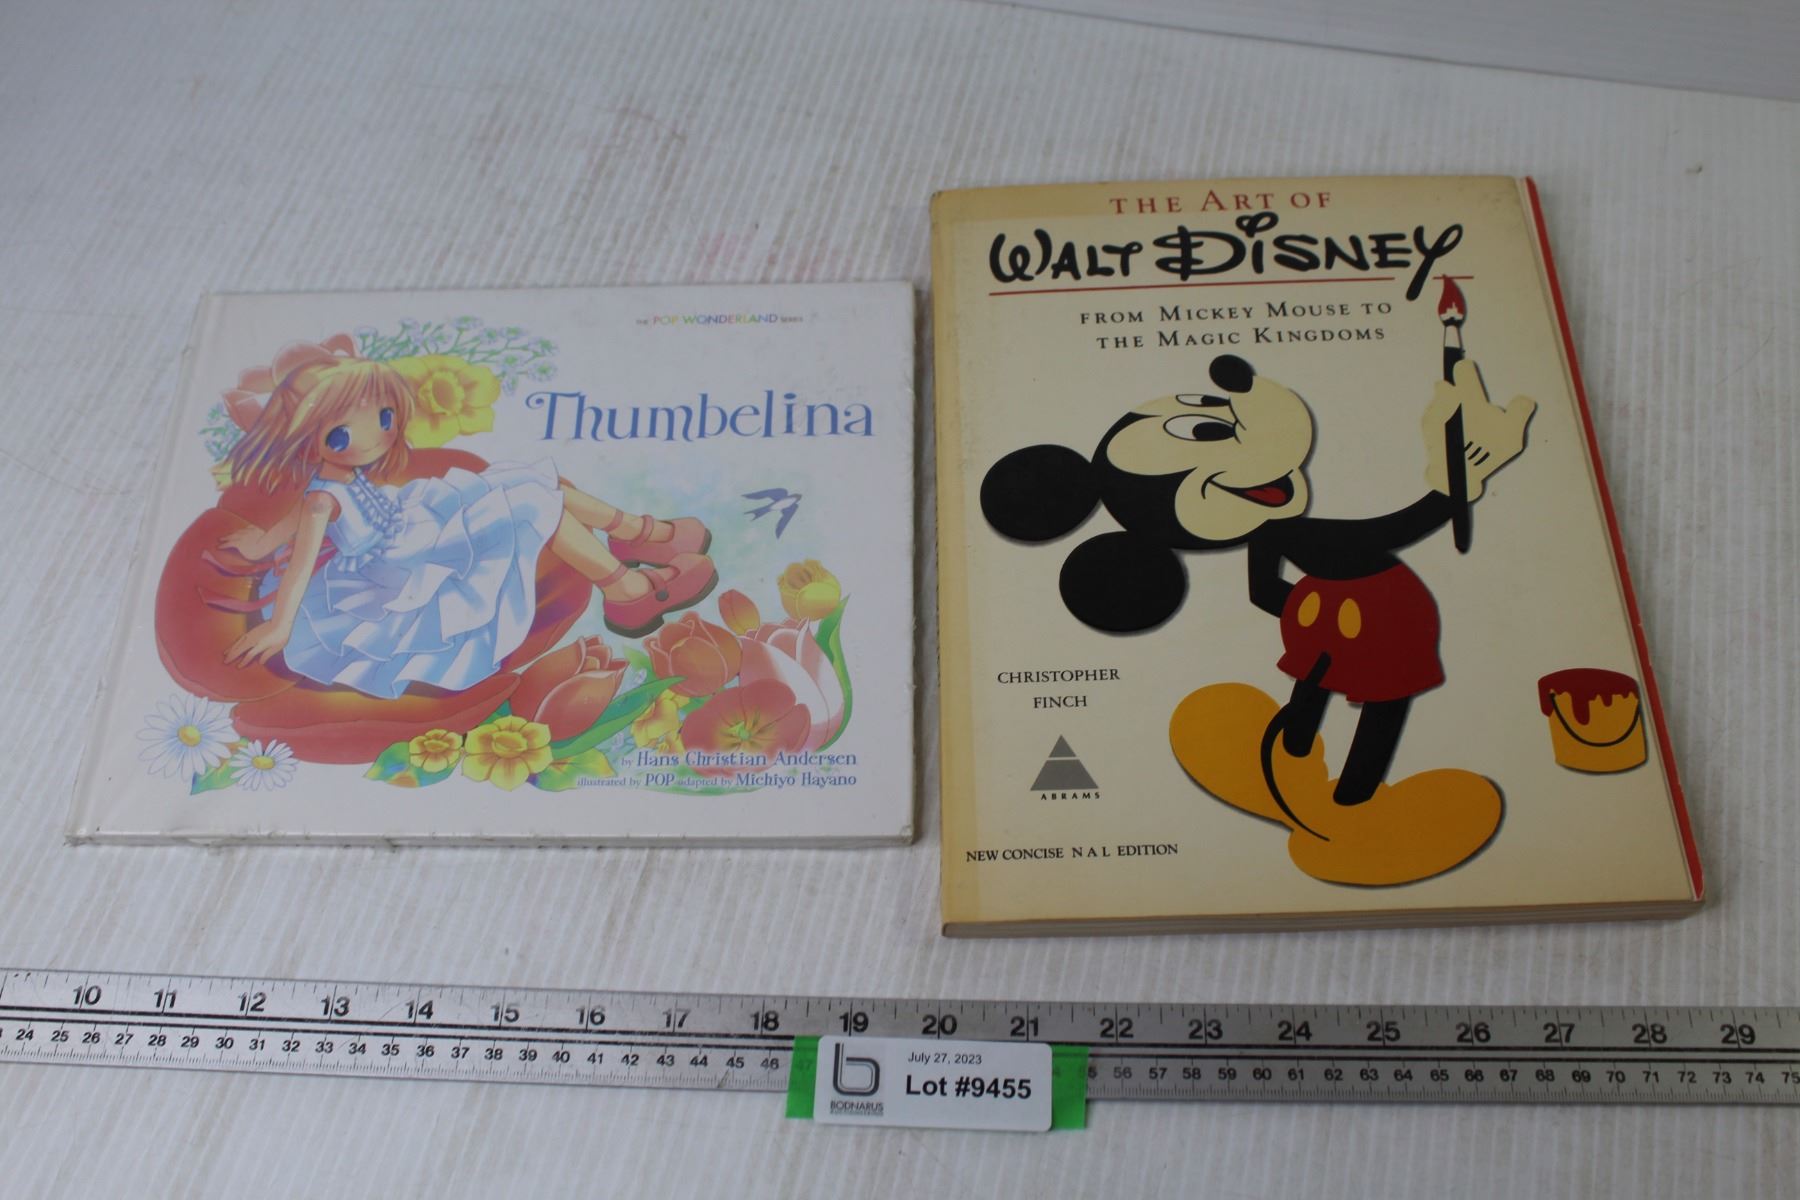 THE POP WONDERLAND SERIES
Thumbelina
by Hans Christian Andersen
illustrated by POP adapted by Michiyo Hayano
THE ART OF
WALT DISNEY
FROM MICKEY MOUSE TO
THE MAGIC KINGDOMS
CHRISTOPHER
FINCH
ABRAMS
NEW CONCISE N A L EDITION
10 11 12 13 14 15 16 17 18 19 20 21 22 23 24 25 26 27 28 29
24 25 26 27 28 29 30 31 32 33 34 35 36 37 38 39 40 41 42 43 44 45 46 47 55 56 57 58 59 60 61 62 63 64 65 66 67 68 69 70 71 72 73 74 75
July 27, 2023
Lot #9455
BODNARUS
AUCTIONEERING